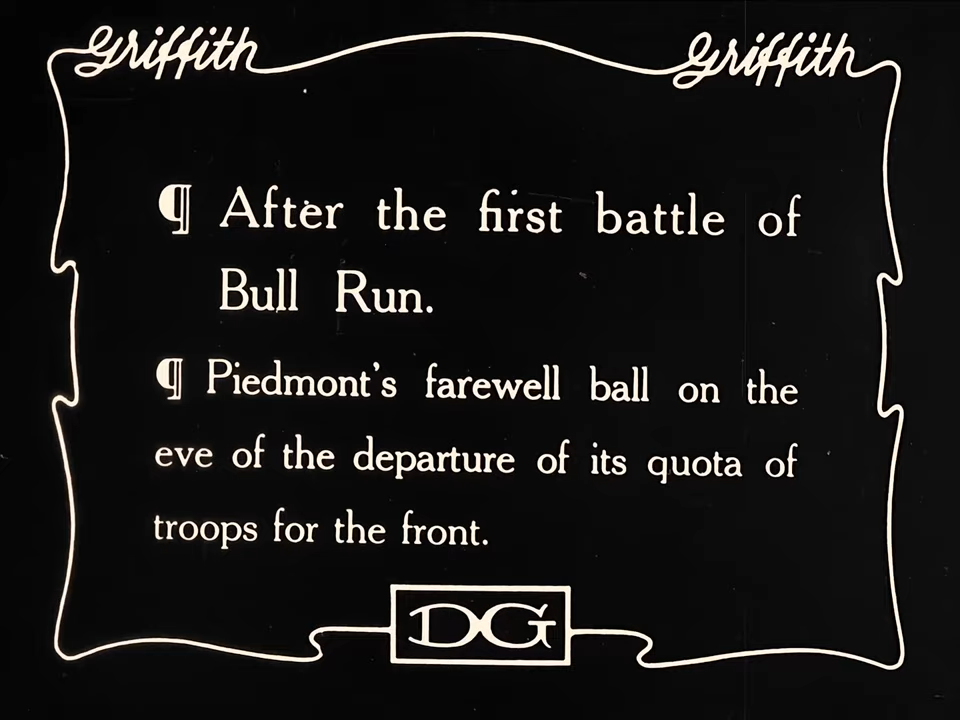 Griffith Griffith
¶ After the first battle of
Bull Run.
¶ Piedmont's farewell ball on the
eve of the departure of its quota of
troops for the front.
DG